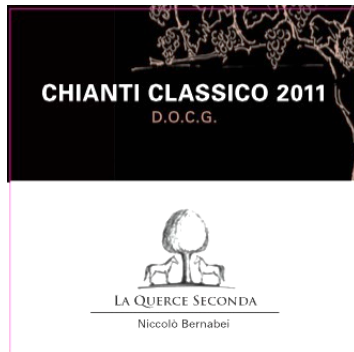 CHIANTI CLASSICO 2011
D.O.C.G.
LA QUERCE SECONDA
Niccolò Bernabei